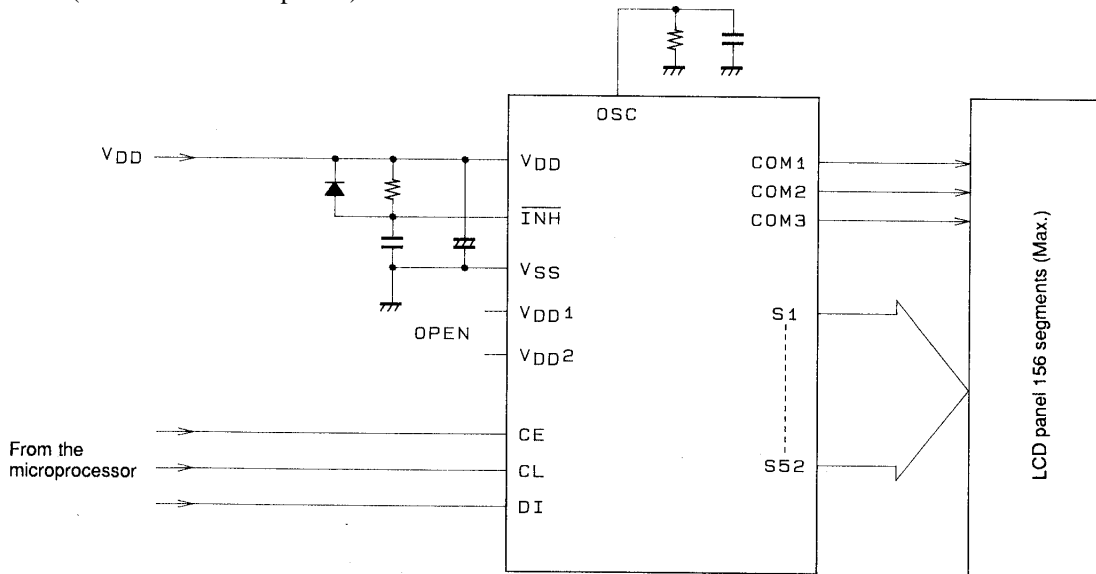 OSC
VDD
VDD
COM1
COM2
INH
COM3
VSS
VDD1
S1
OPEN
VDD2
LCD panel 156 segments (Max.)
From the
microprocessor
CE
CL
S52
DI